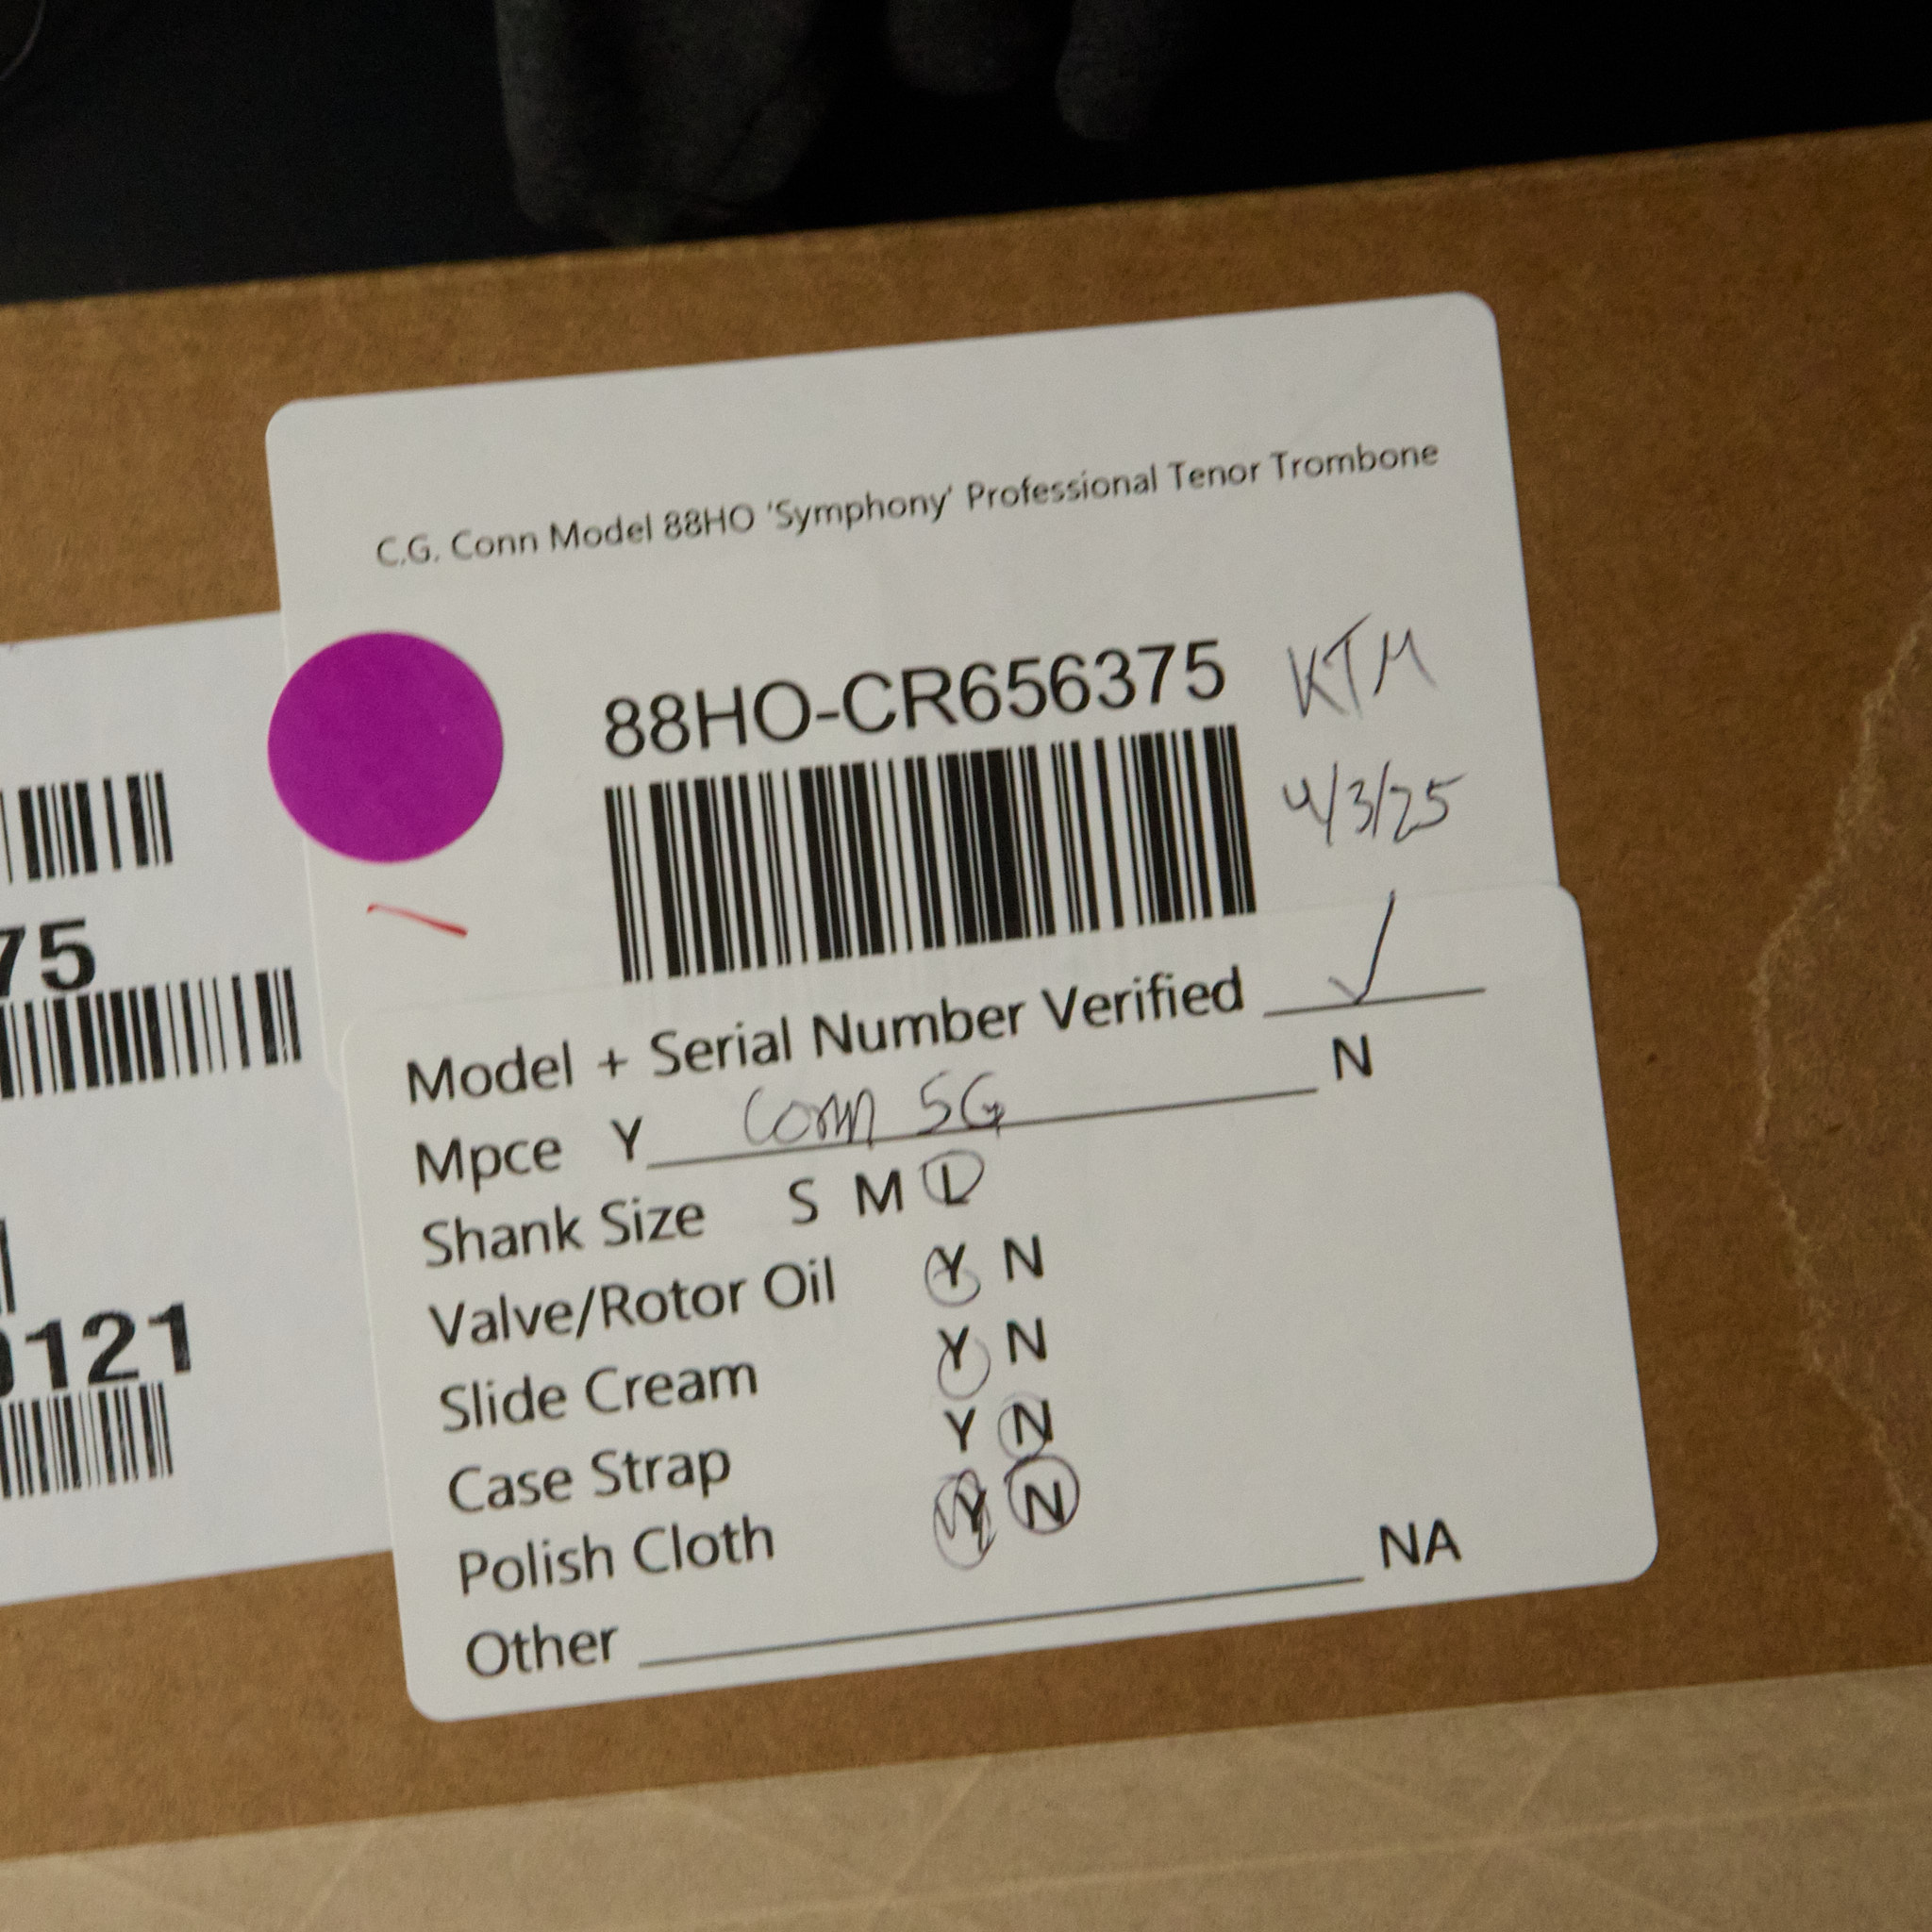 C.G. Conn Model 88HO 'Symphony' Professional Tenor Trombone
88HO-CR656375 KTM
4/3/25
75
121
Model + Serial Number Verified ✓
Mpce Y Conn 5G N
Shank Size S M L
Valve/Rotor Oil Y N
Slide Cream Y N
Case Strap Y N
Polish Cloth Y N
Other NA